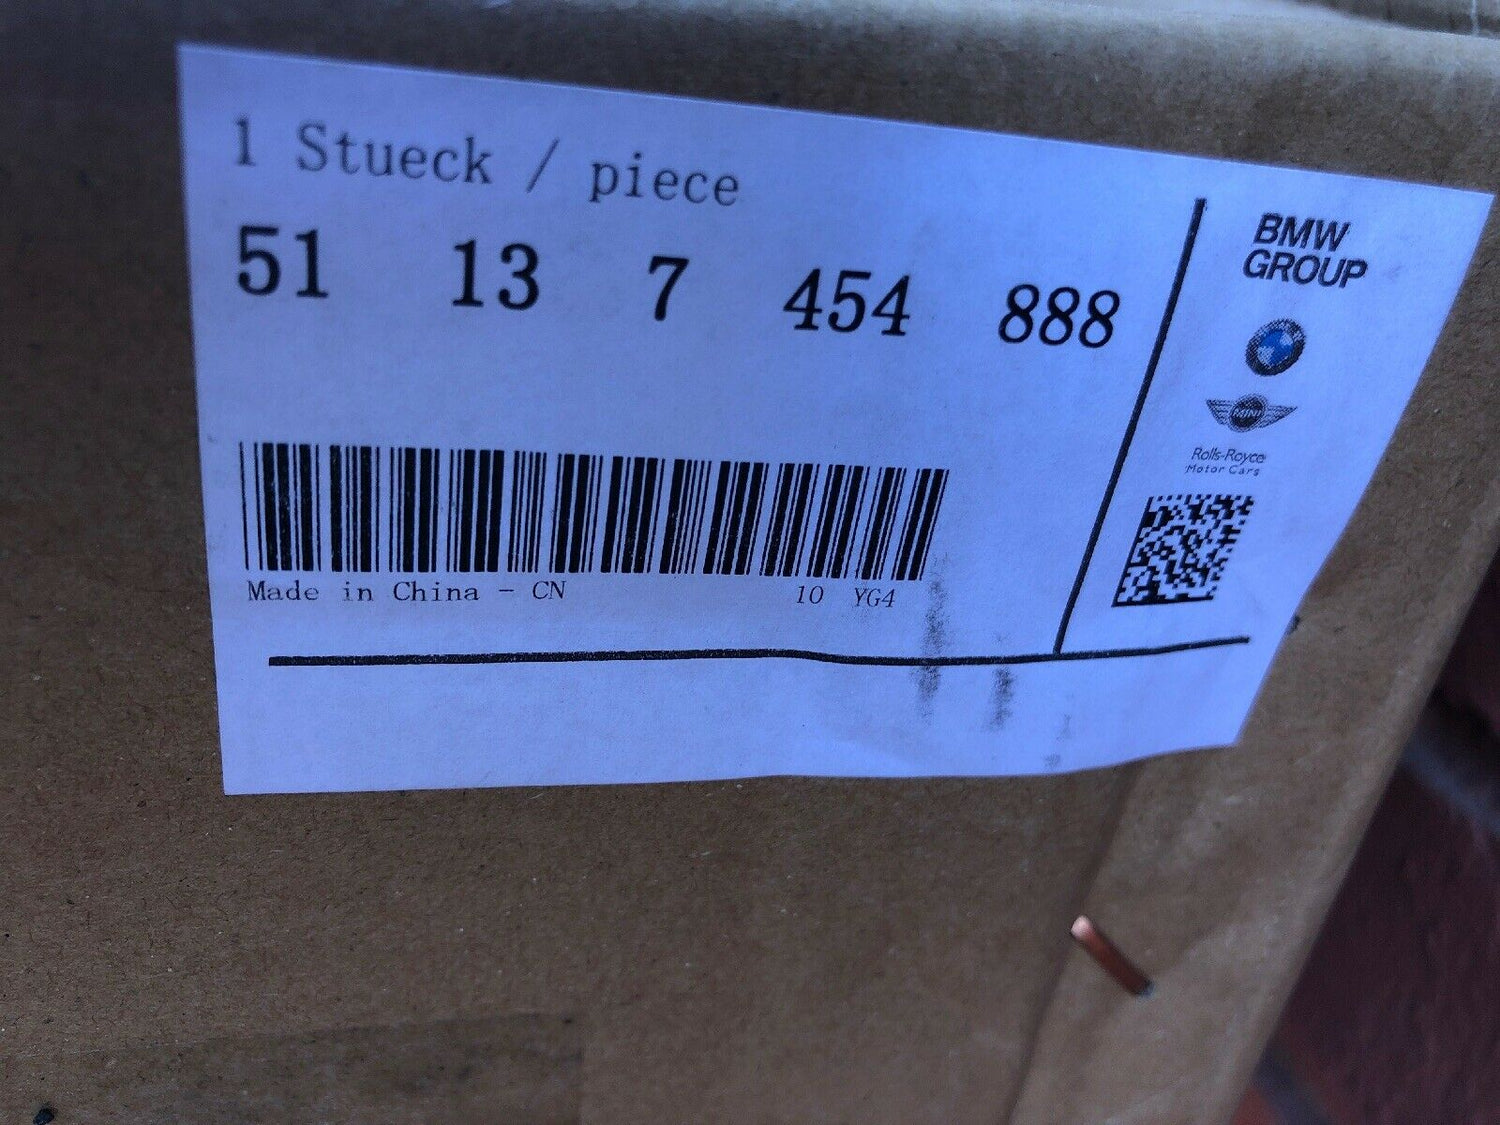 1 Stueck / piece
51 13 7 454 888
Made in China - CN 10 YG4
BMW
GROUP
MINI
Rolls-Royce
Motor Cars